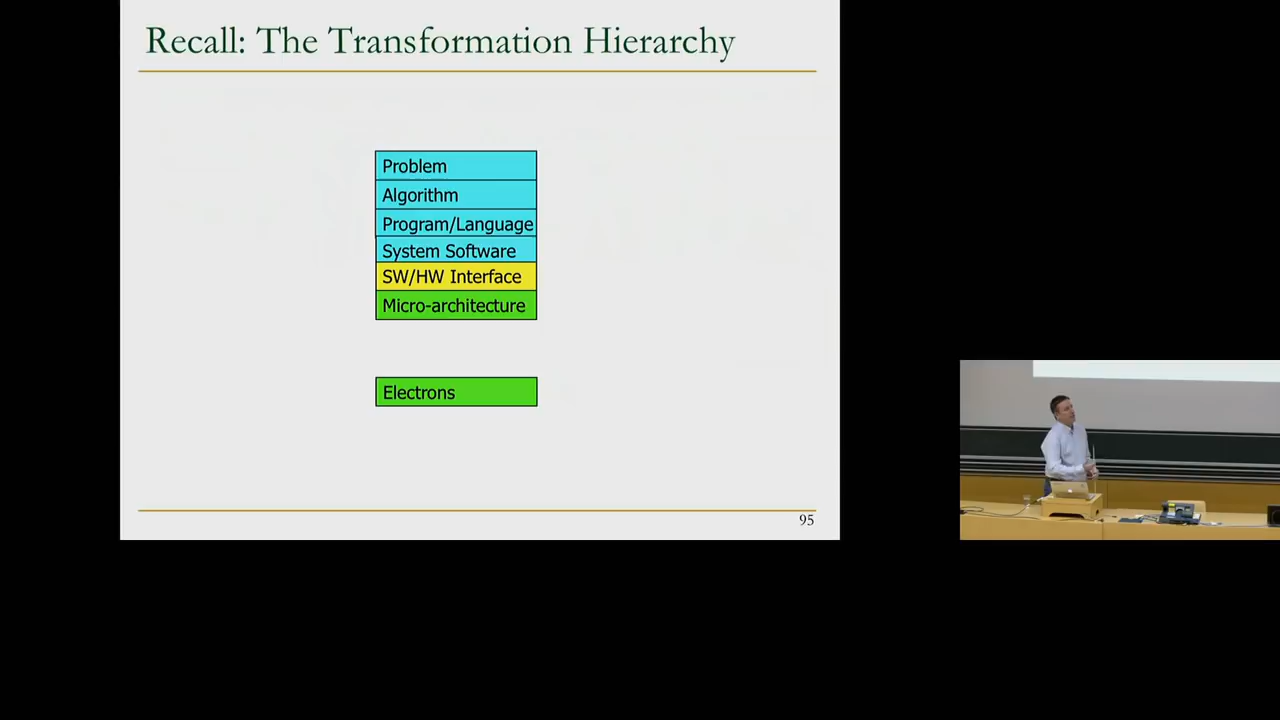 Recall: The Transformation Hierarchy
Problem
Algorithm
Program/Language
System Software
SW/HW Interface
Micro-architecture
Electrons
95